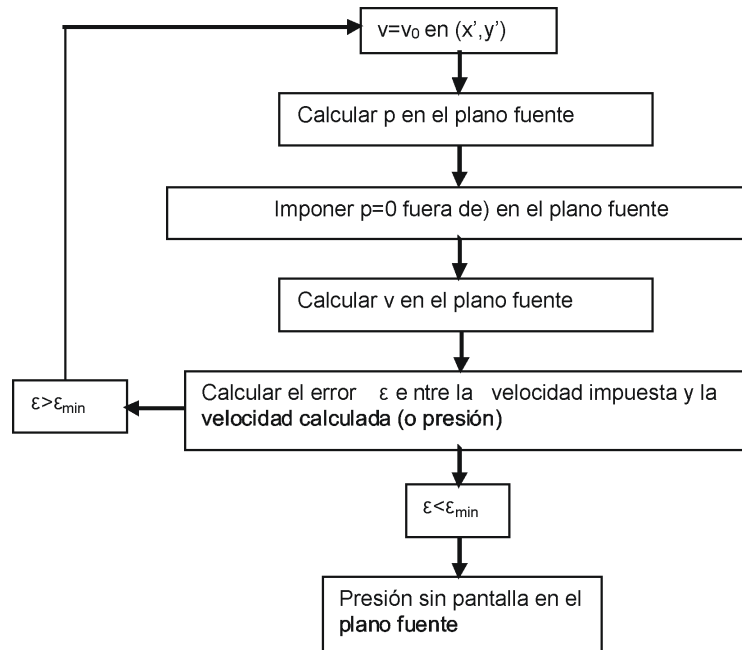 v=v₀ en (x’,y’)
Calcular p en el plano fuente
Imponer p=0 fuera de) en el plano fuente
Calcular v en el plano fuente
Calcular el error ε e ntre la velocidad impuesta y la
velocidad calculada (o presión)
ε>εmin
ε<εmin
Presión sin pantalla en el
plano fuente